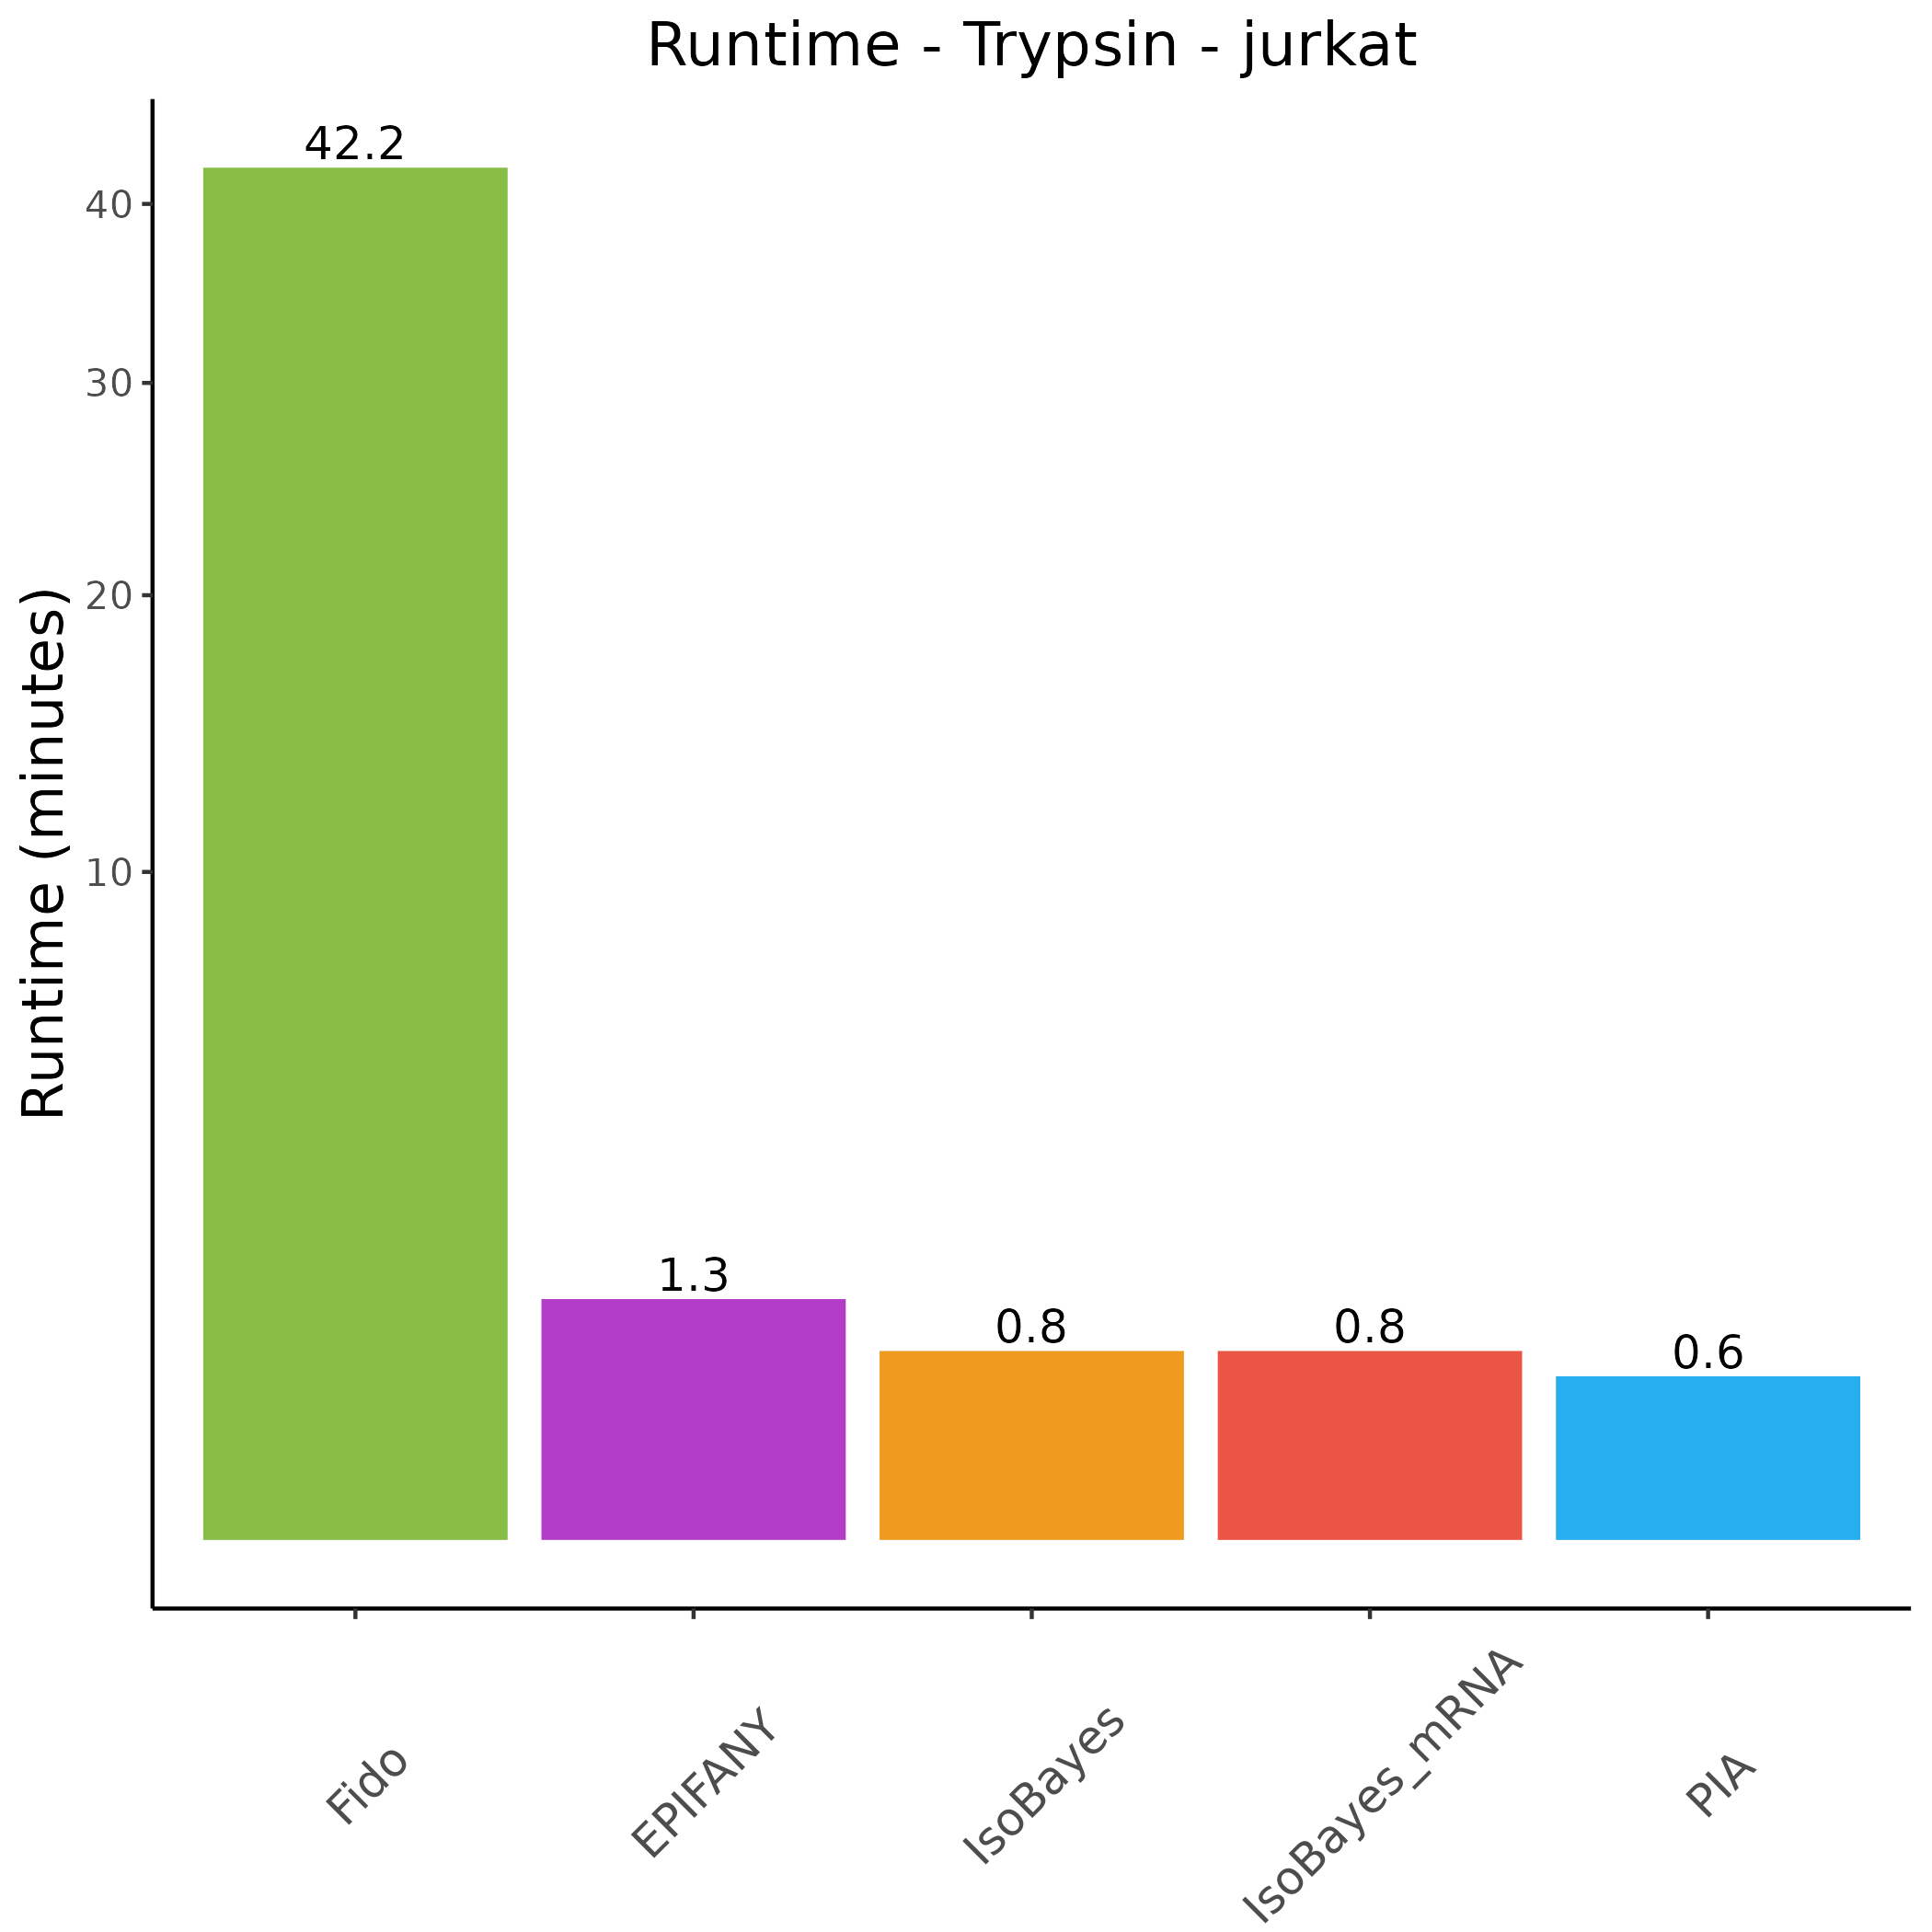 Runtime - Trypsin - jurkat
Runtime (minutes)
40
30
20
10
42.2
1.3
0.8
0.8
0.6
Fido
EPIFANY
IsoBayes
IsoBayes_mRNA
PIA